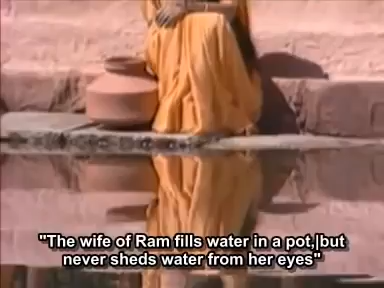 "The wife of Ram fills water in a pot,|but
never sheds water from her eyes"